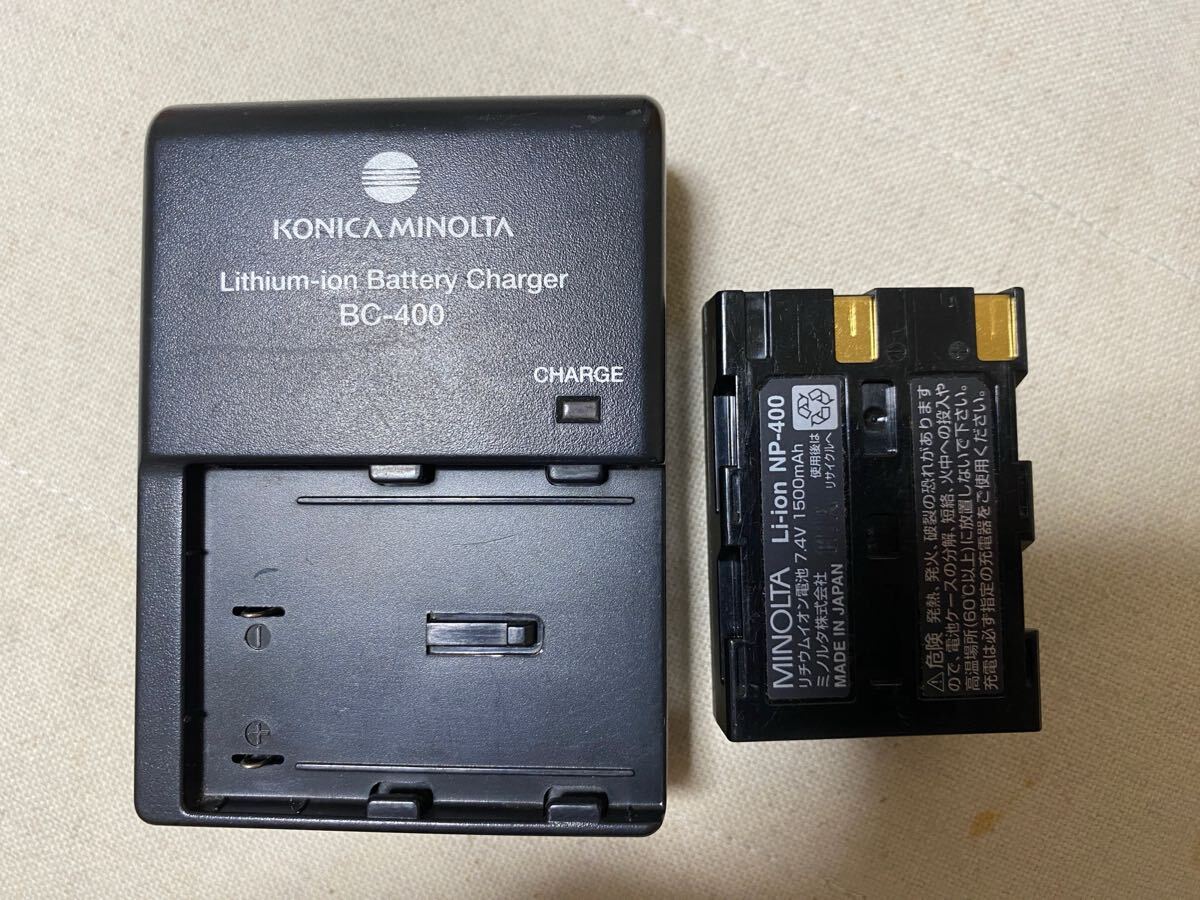 KONICA MINOLTA
Lithium-ion Battery Charger
BC-400
CHARGE
MINOLTA Li-ion NP-400
リチウムイオン電池 7.4V 1500mAh
ミノルタ株式会社
MADE IN JAPAN
使用後は
リサイクルへ
⚠危険 発熱、発火、破裂の恐れがあります
ので、電池ケースの分解、短絡、火中への投入や
高温場所(60℃以上)に放置しないで下さい。
充電は必ず指定の充電器をご使用ください。